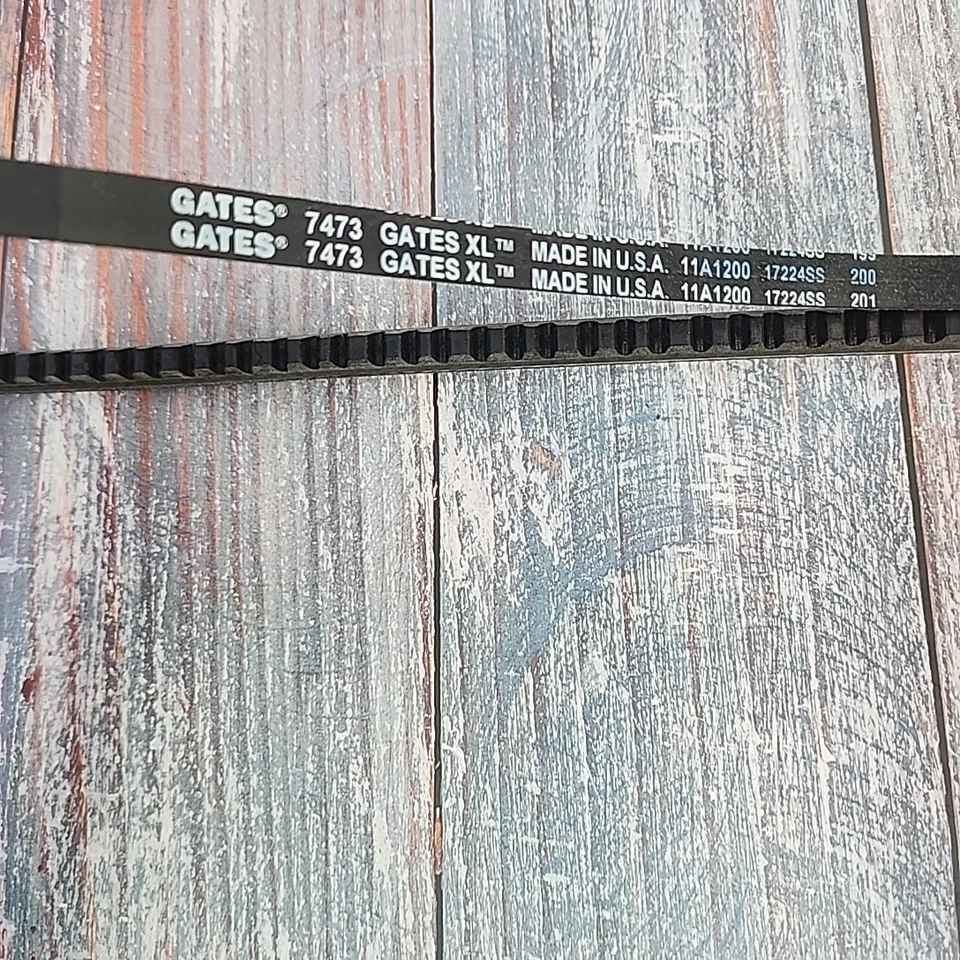 GATES® 7473 GATES XL™ MADE IN U.S.A. 11A1200 17224SS 200
GATES® 7473 GATES XL™ MADE IN U.S.A. 11A1200 17224SS 201